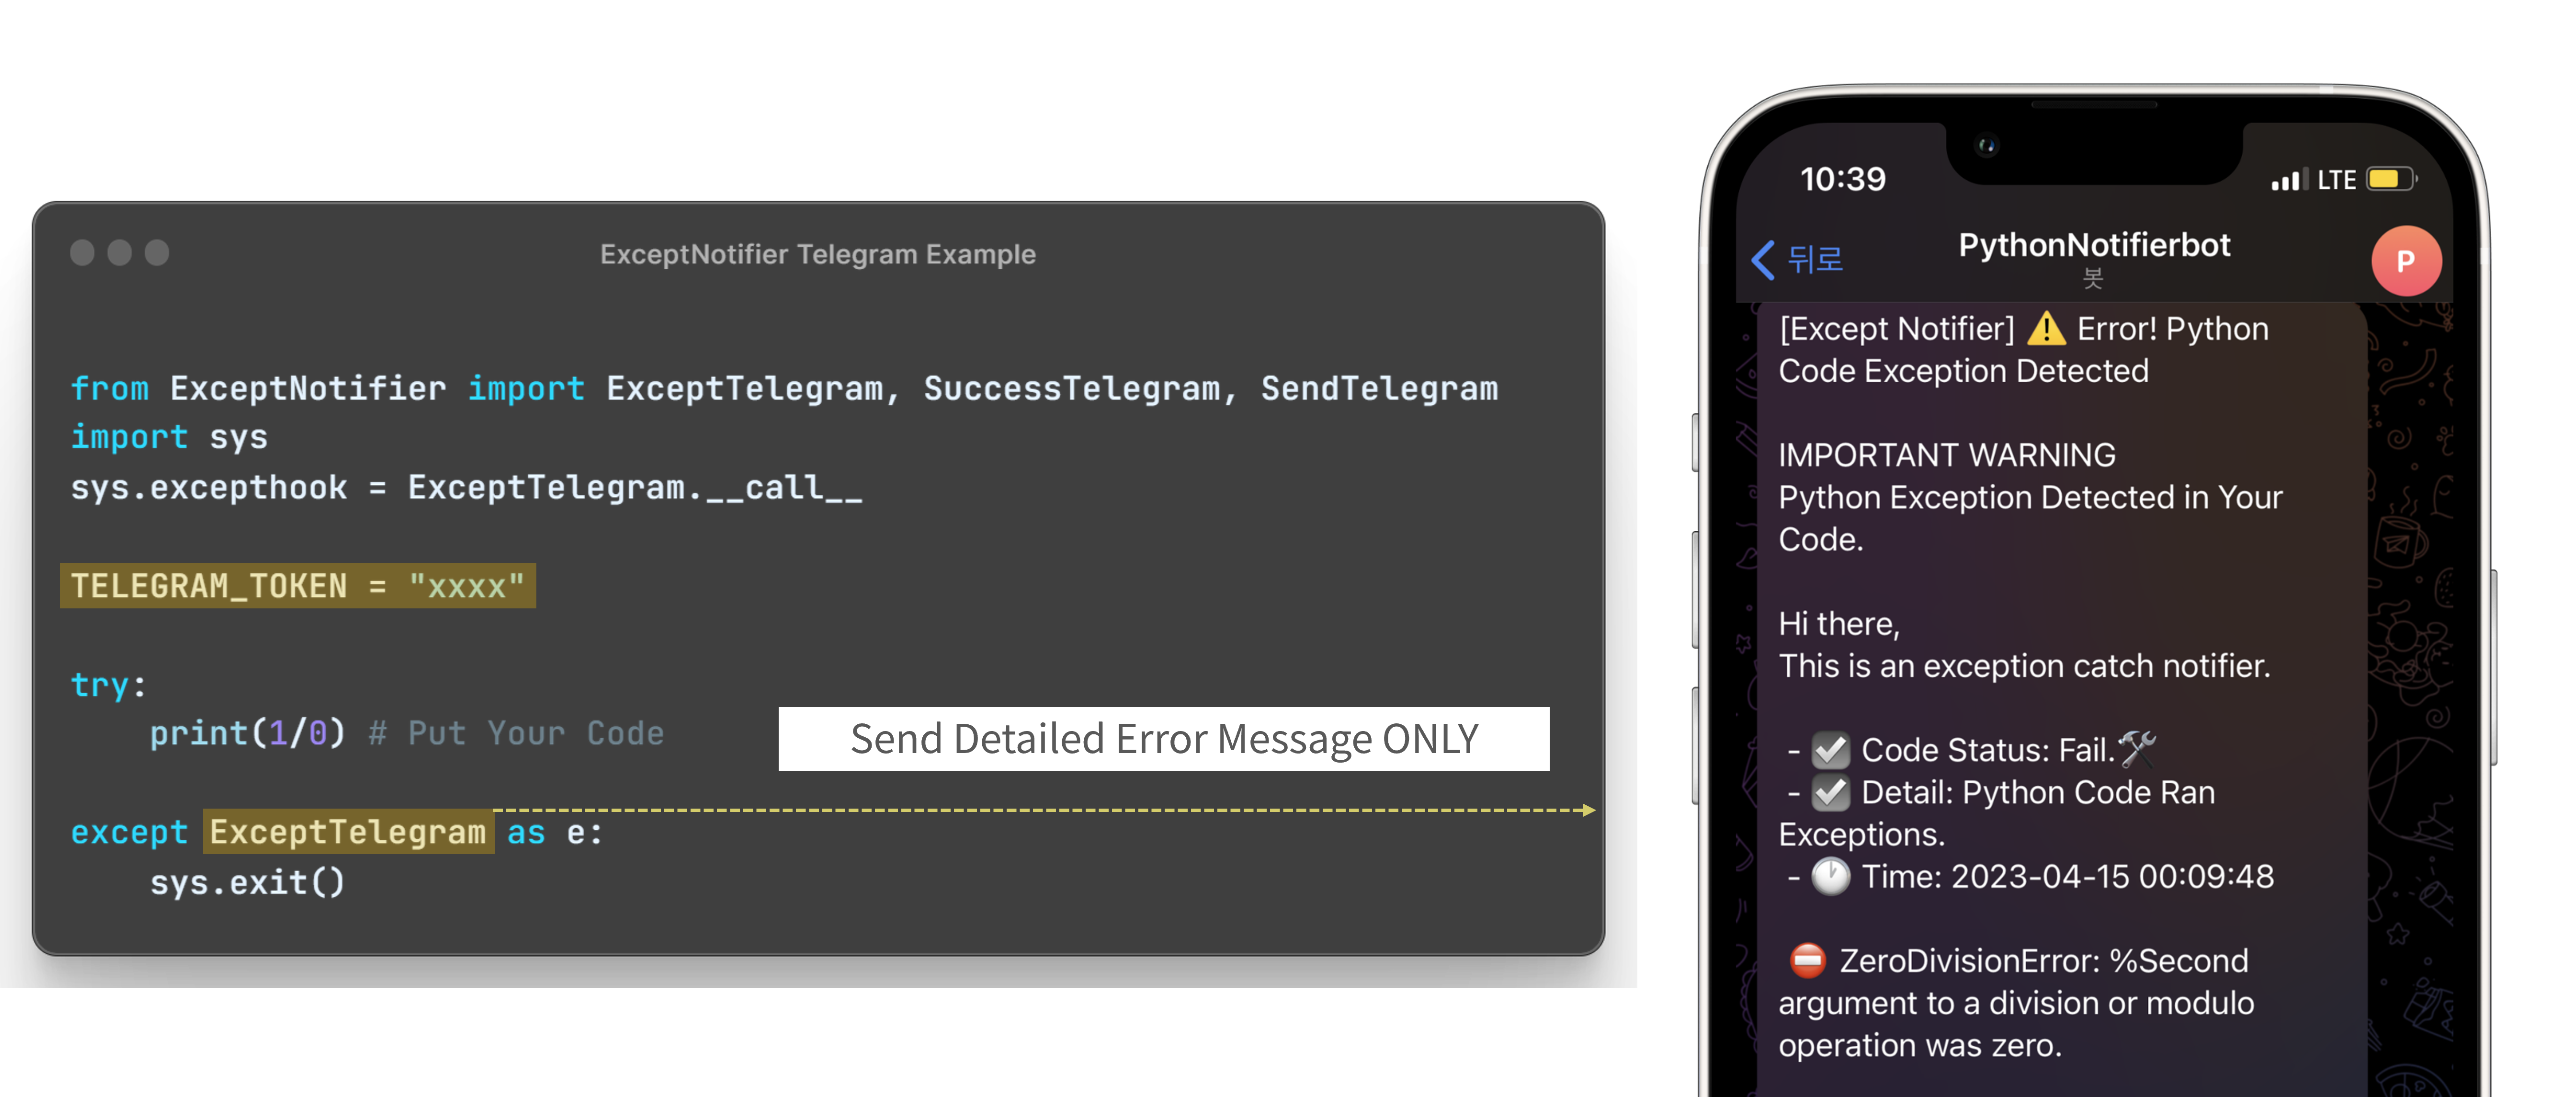 ExceptNotifier Telegram Example
from ExceptNotifier import ExceptTelegram, SuccessTelegram, SendTelegram
import sys
sys.excepthook = ExceptTelegram.__call__
TELEGRAM_TOKEN = "xxxx"
try:
    print(1/0) # Put Your Code
Send Detailed Error Message ONLY
except ExceptTelegram as e:
    sys.exit()
10:39
LTE
뒤로
PythonNotifierbot
봇
P
[Except Notifier] ⚠️ Error! Python
Code Exception Detected
IMPORTANT WARNING
Python Exception Detected in Your
Code.
Hi there,
This is an exception catch notifier.
- ☑️ Code Status: Fail.🛠
- ☑️ Detail: Python Code Ran
Exceptions.
- 🕐 Time: 2023-04-15 00:09:48
⛔ ZeroDivisionError: %Second
argument to a division or modulo
operation was zero.